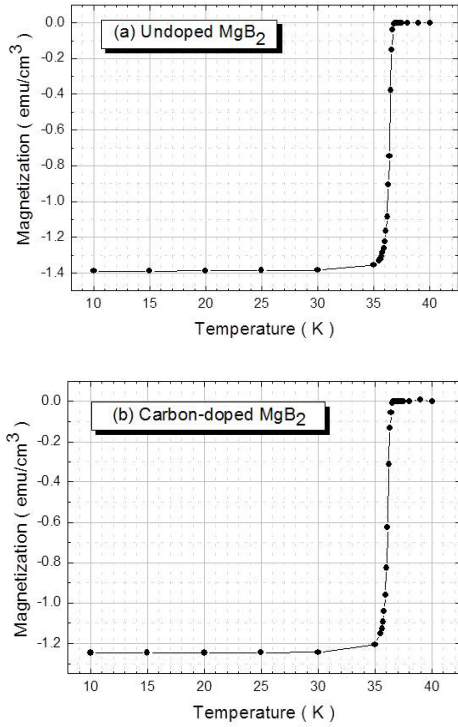 (a) Undoped MgB2
0.0
-0.2
-0.4
-0.6
-0.8
-1.0
-1.2
-1.4
Magnetization ( emu/cm3 )
10 15 20 25 30 35 40
Temperature ( K )
(b) Carbon-doped MgB2
0.0
-0.2
-0.4
-0.6
-0.8
-1.0
-1.2
Magnetization ( emu/cm3 )
10 15 20 25 30 35 40
Temperature ( K )